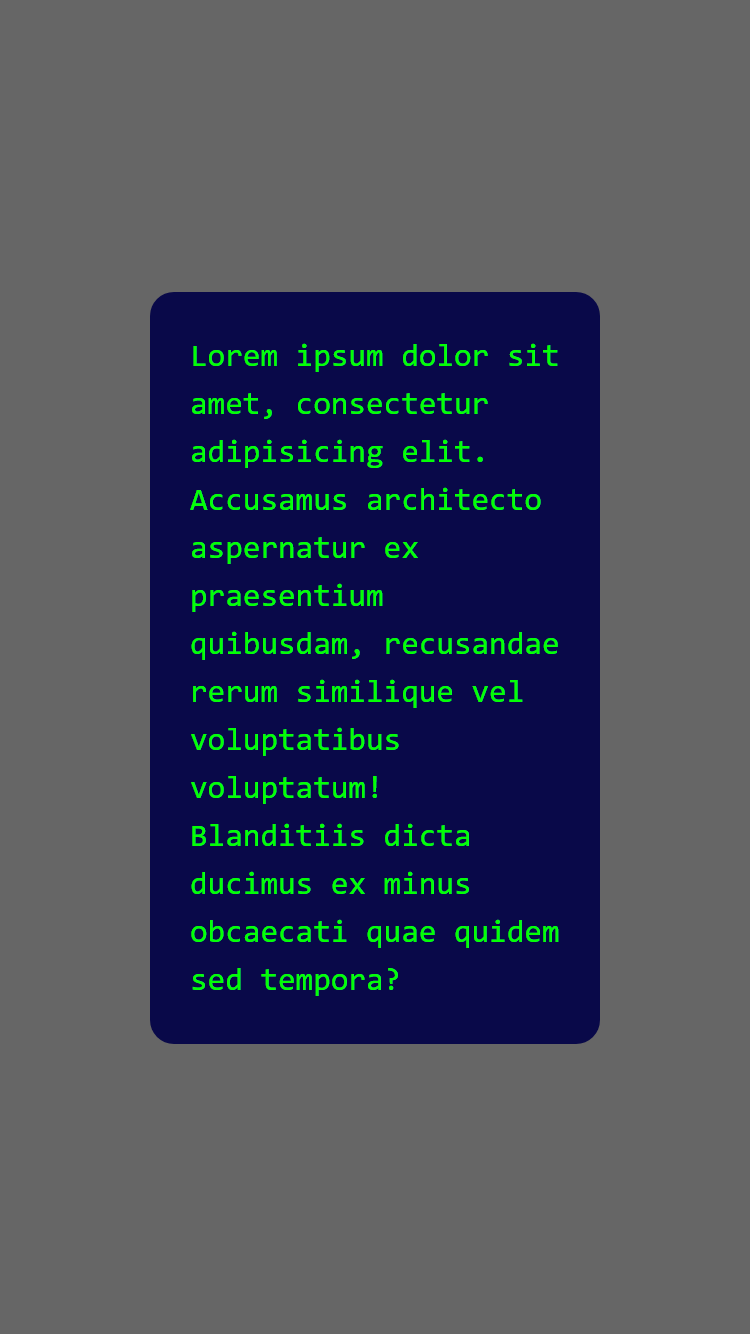 Lorem ipsum dolor sit
amet, consectetur
adipisicing elit.
Accusamus architecto
aspernatur ex
praesentium
quibusdam, recusandae
rerum similique vel
voluptatibus
voluptatum!
Blanditiis dicta
ducimus ex minus
obcaecati quae quidem
sed tempora?